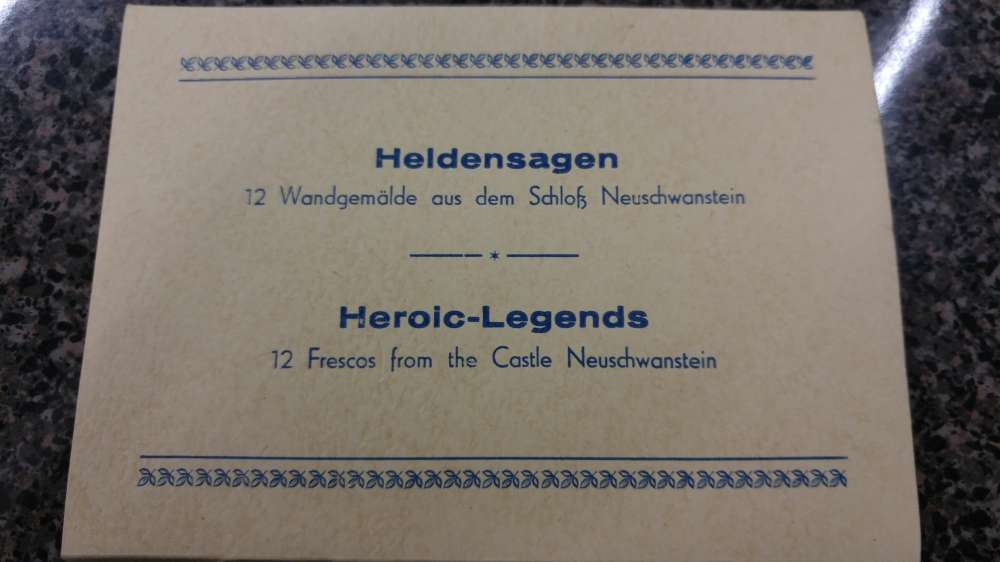 Heldensagen
12 Wandgemälde aus dem Schloß Neuschwanstein
Heroic-Legends
12 Frescos from the Castle Neuschwanstein